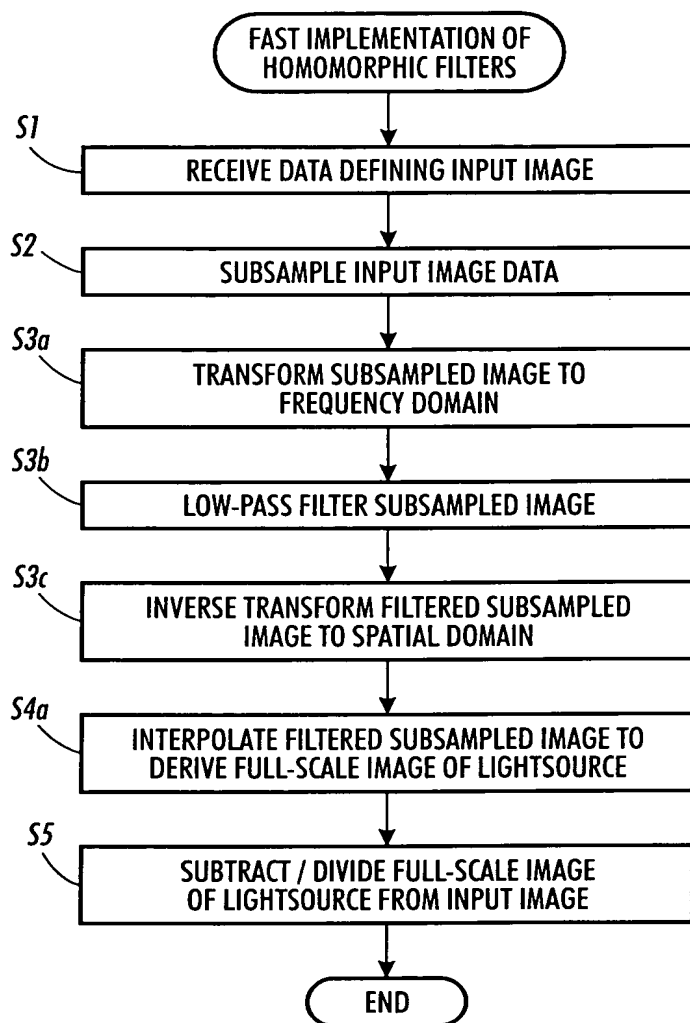 FAST IMPLEMENTATION OF
HOMOMORPHIC FILTERS
S1
RECEIVE DATA DEFINING INPUT IMAGE
S2
SUBSAMPLE INPUT IMAGE DATA
S3a
TRANSFORM SUBSAMPLED IMAGE TO
FREQUENCY DOMAIN
S3b
LOW-PASS FILTER SUBSAMPLED IMAGE
S3c
INVERSE TRANSFORM FILTERED SUBSAMPLED
IMAGE TO SPATIAL DOMAIN
S4a
INTERPOLATE FILTERED SUBSAMPLED IMAGE TO
DERIVE FULL-SCALE IMAGE OF LIGHTSOURCE
S5
SUBTRACT / DIVIDE FULL-SCALE IMAGE
OF LIGHTSOURCE FROM INPUT IMAGE
END